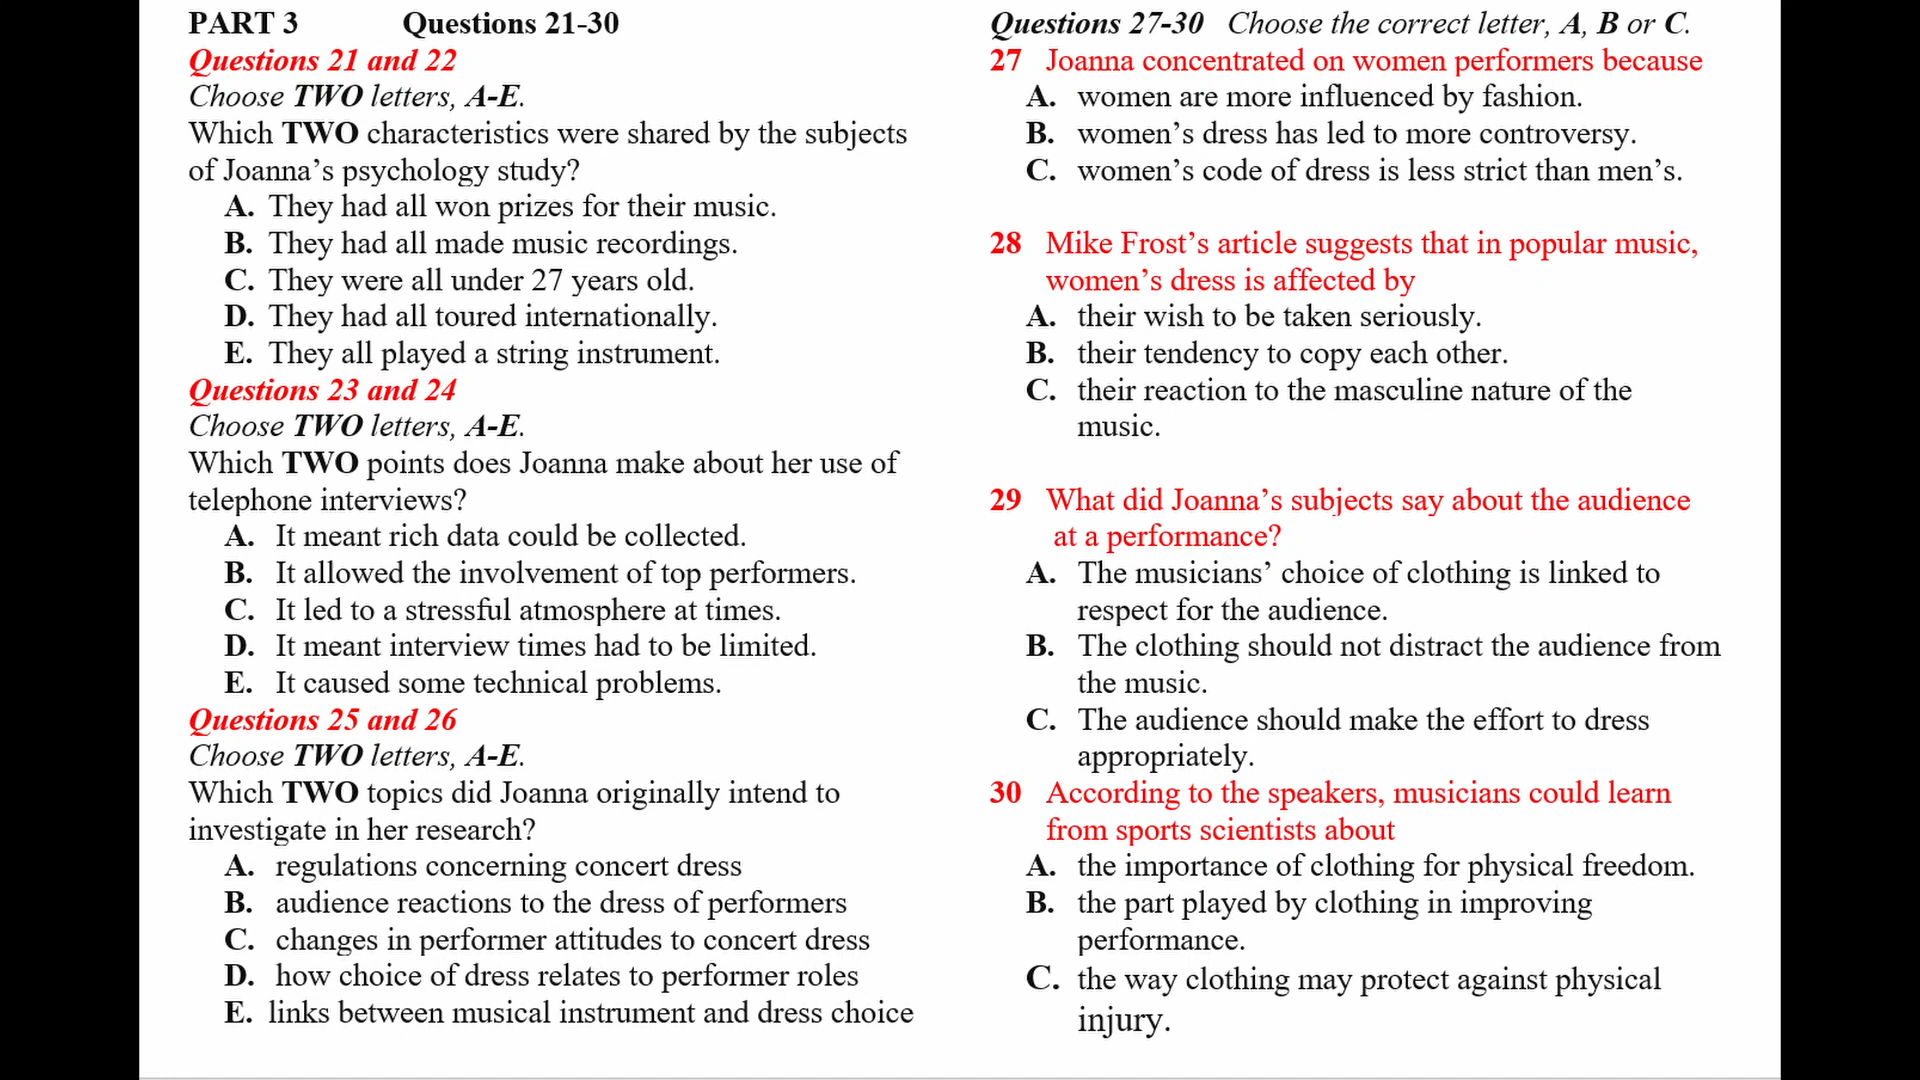 PART 3 Questions 21-30
Questions 21 and 22
Choose TWO letters, A-E.
Which TWO characteristics were shared by the subjects
of Joanna’s psychology study?
A. They had all won prizes for their music.
B. They had all made music recordings.
C. They were all under 27 years old.
D. They had all toured internationally.
E. They all played a string instrument.
Questions 23 and 24
Choose TWO letters, A-E.
Which TWO points does Joanna make about her use of
telephone interviews?
A. It meant rich data could be collected.
B. It allowed the involvement of top performers.
C. It led to a stressful atmosphere at times.
D. It meant interview times had to be limited.
E. It caused some technical problems.
Questions 25 and 26
Choose TWO letters, A-E.
Which TWO topics did Joanna originally intend to
investigate in her research?
A. regulations concerning concert dress
B. audience reactions to the dress of performers
C. changes in performer attitudes to concert dress
D. how choice of dress relates to performer roles
E. links between musical instrument and dress choice
Questions 27-30 Choose the correct letter, A, B or C.
27 Joanna concentrated on women performers because
A. women are more influenced by fashion.
B. women’s dress has led to more controversy.
C. women’s code of dress is less strict than men’s.
28 Mike Frost’s article suggests that in popular music,
women’s dress is affected by
A. their wish to be taken seriously.
B. their tendency to copy each other.
C. their reaction to the masculine nature of the
music.
29 What did Joanna’s subjects say about the audience
at a performance?
A. The musicians’ choice of clothing is linked to
respect for the audience.
B. The clothing should not distract the audience from
the music.
C. The audience should make the effort to dress
appropriately.
30 According to the speakers, musicians could learn
from sports scientists about
A. the importance of clothing for physical freedom.
B. the part played by clothing in improving
performance.
C. the way clothing may protect against physical
injury.